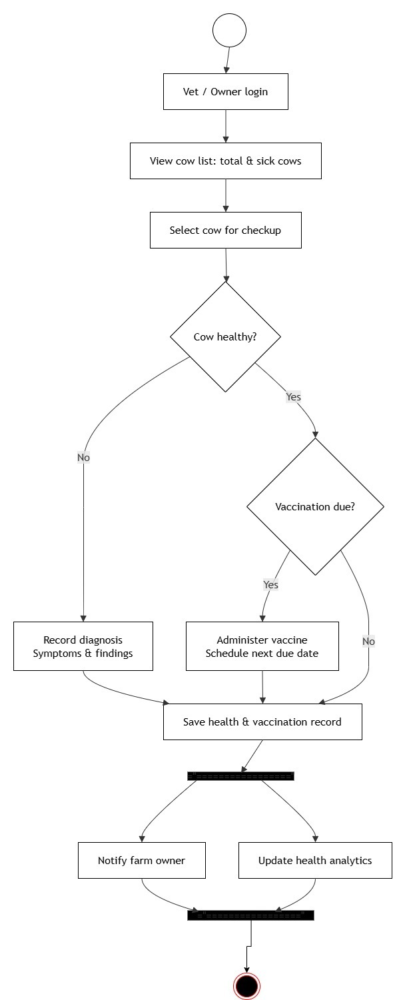 Vet / Owner login
View cow list: total & sick cows
Select cow for checkup
Cow healthy?
Yes
No
Vaccination due?
Yes
No
Record diagnosis
Symptoms & findings
Administer vaccine
Schedule next due date
Save health & vaccination record
Notify farm owner
Update health analytics